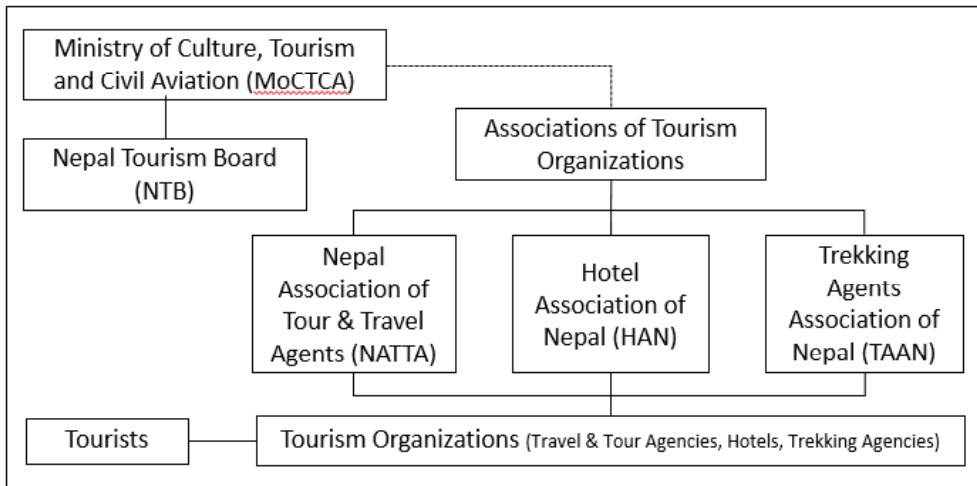 Ministry of Culture, Tourism
and Civil Aviation (MoCTCA)
Associations of Tourism
Organizations
Nepal Tourism Board
(NTB)
Nepal
Association of
Tour & Travel
Agents (NATTA)
Hotel
Association of
Nepal (HAN)
Trekking
Agents
Association of
Nepal (TAAN)
Tourists
Tourism Organizations (Travel & Tour Agencies, Hotels, Trekking Agencies)